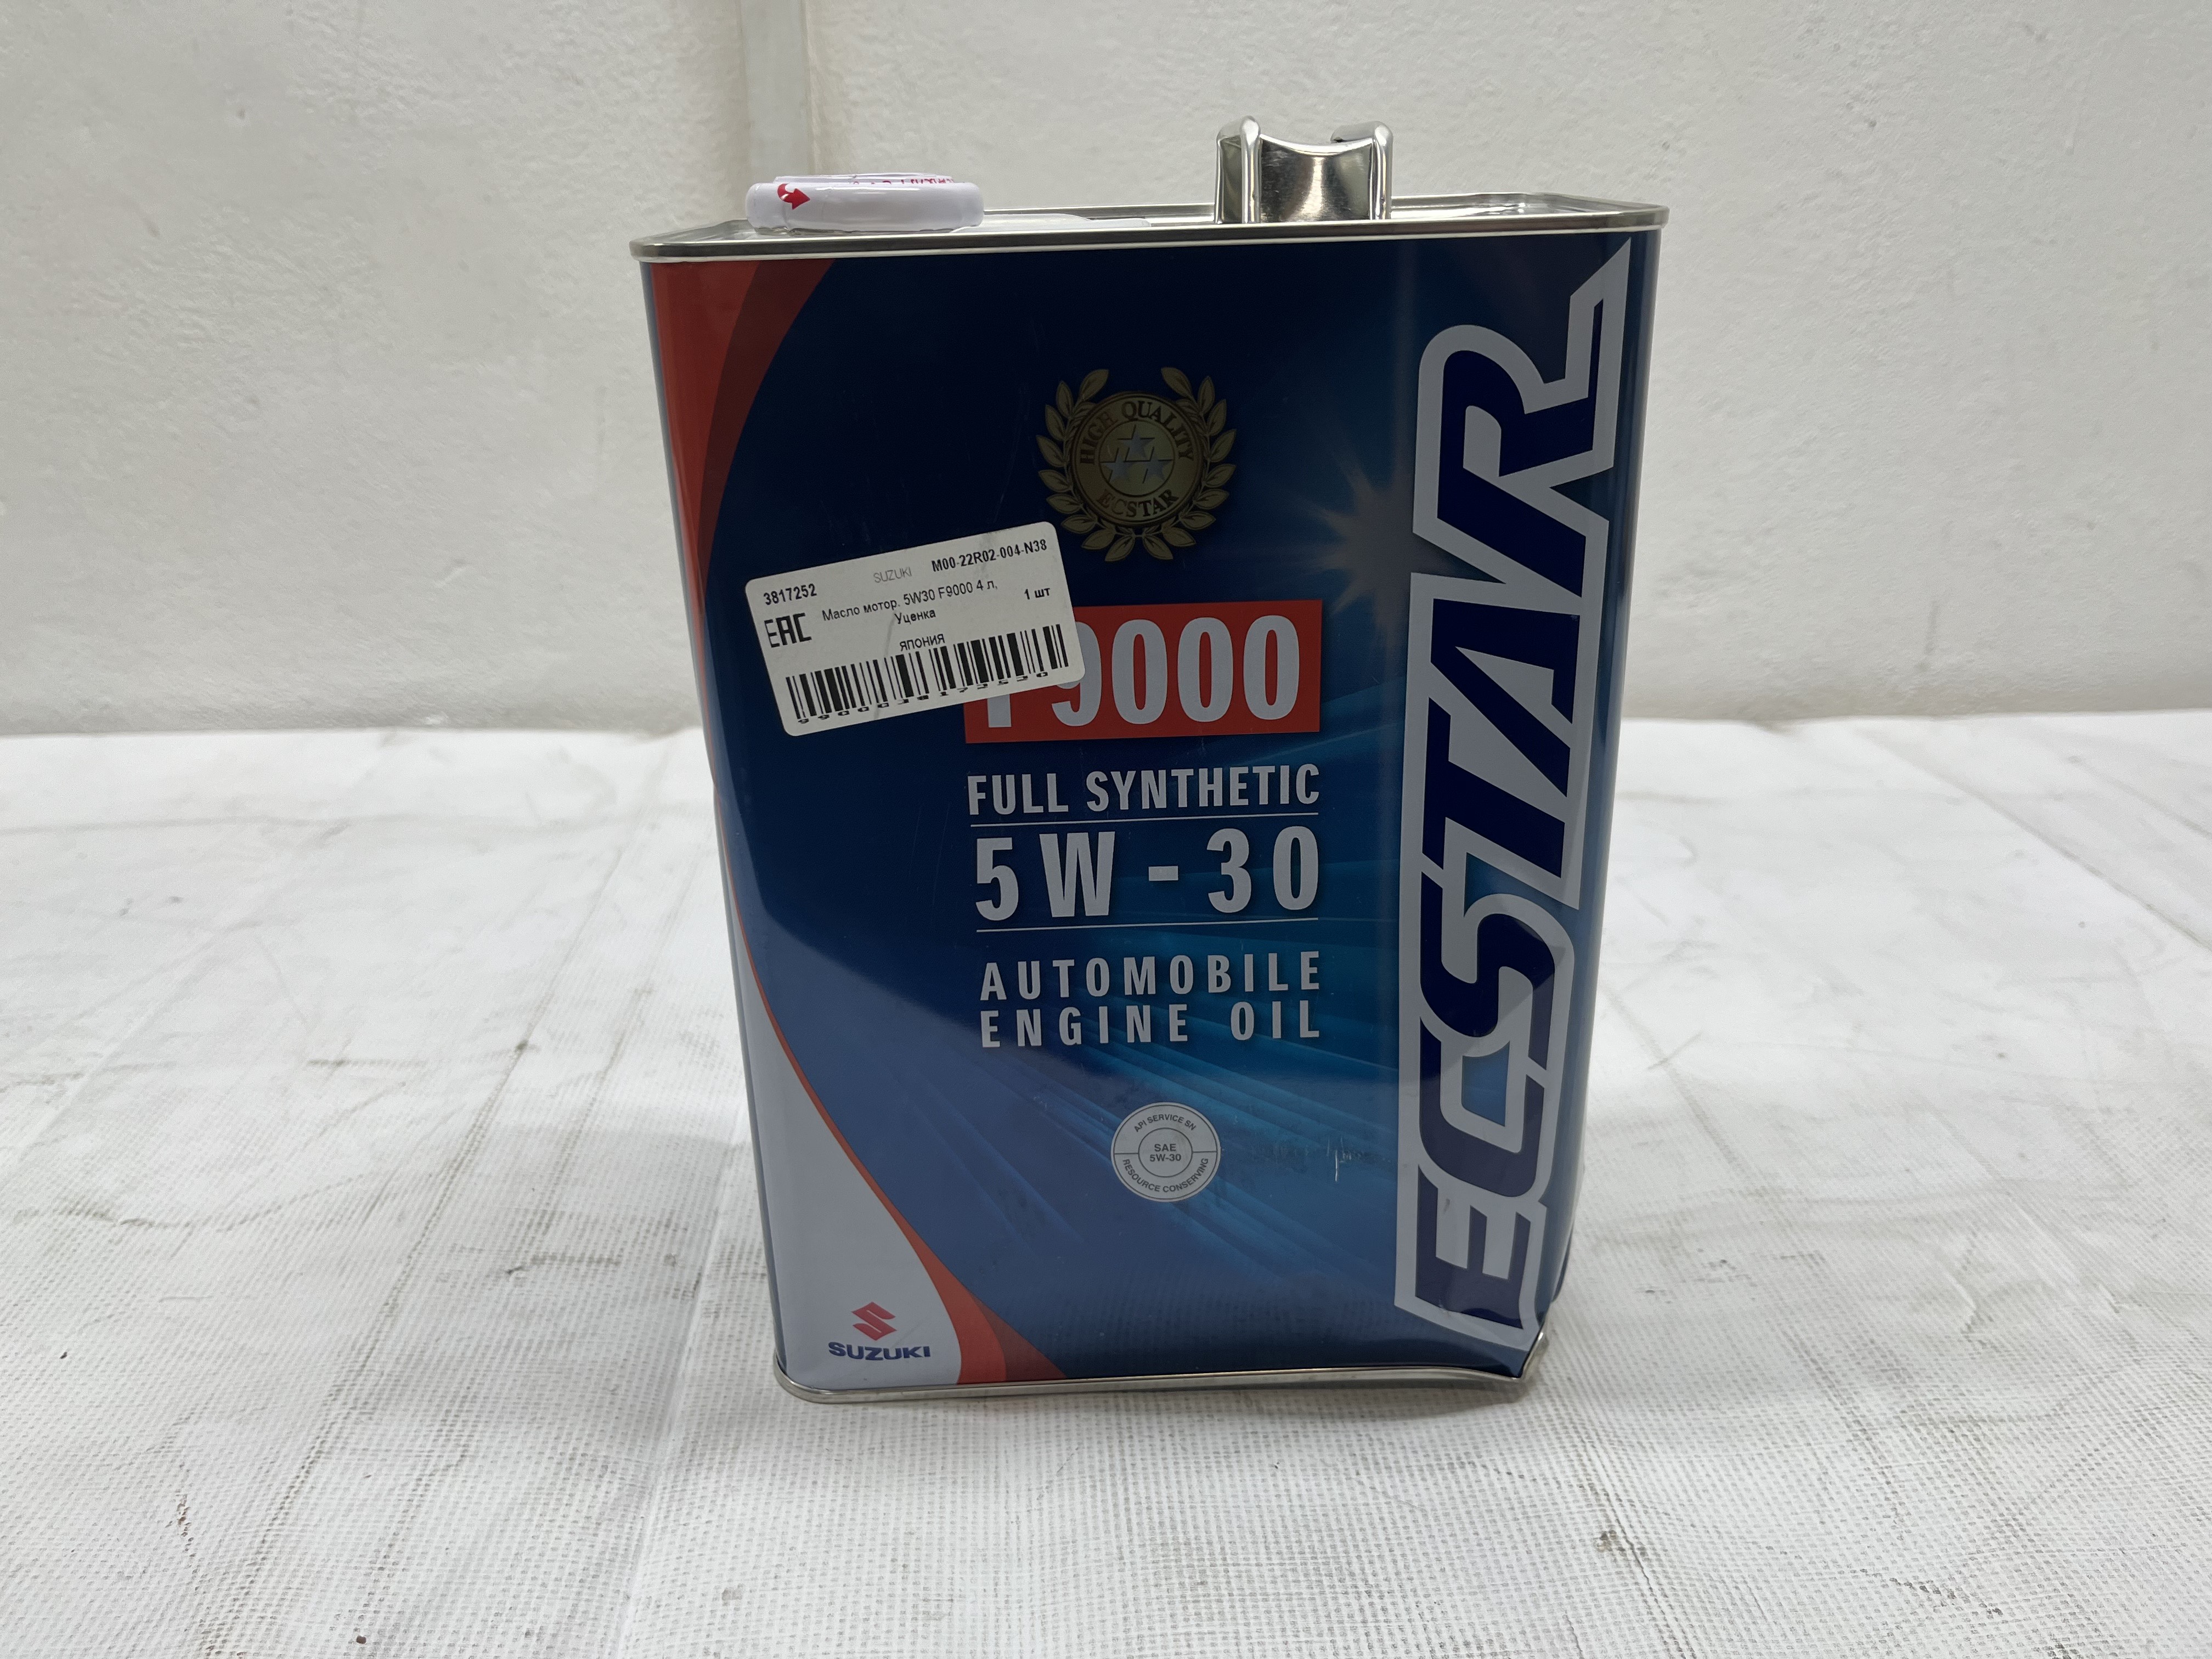 HIGH QUALITY
ECSTAR
3817252 SUZUKI M00-22R02-004-N38
Масло мотор. 5W30 F9000 4 л, 1 шт
Уценка
EAC
ЯПОНИЯ
F9000
FULL SYNTHETIC
5W-30
AUTOMOBILE
ENGINE OIL
API SERVICE SN
SAE
5W-30
RESOURCE CONSERVING
SUZUKI
ECSTAR